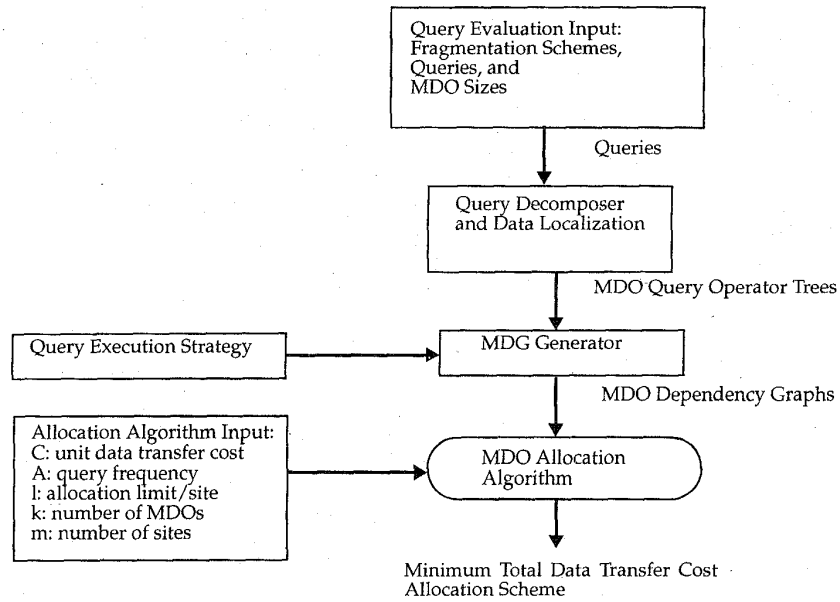 Query Evaluation Input:
Fragmentation Schemes,
Queries, and
MDO Sizes
Queries
Query Decomposer
and Data Localization
MDO Query Operator Trees
Query Execution Strategy
MDG Generator
MDO Dependency Graphs
Allocation Algorithm Input:
C: unit data transfer cost
A: query frequency
l: allocation limit/site
k: number of MDOs
m: number of sites
MDO Allocation
Algorithm
Minimum Total Data Transfer Cost
Allocation Scheme